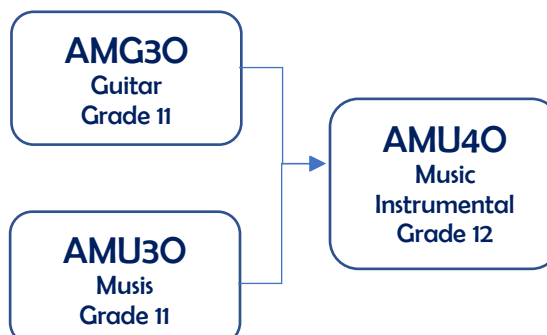 AMG3O
Guitar
Grade 11
AMU3O
Musis
Grade 11
AMU4O
Music
Instrumental
Grade 12